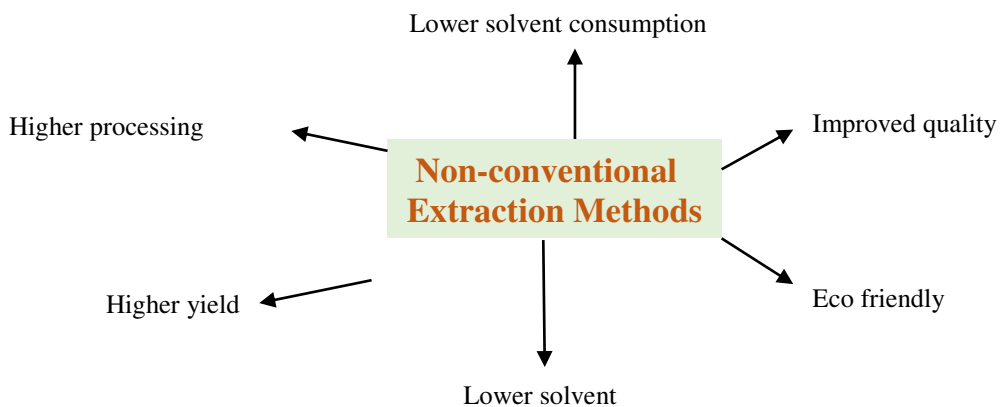 Lower solvent consumption
Higher processing
Improved quality
Non-conventional
Extraction Methods
Higher yield
Eco friendly
Lower solvent